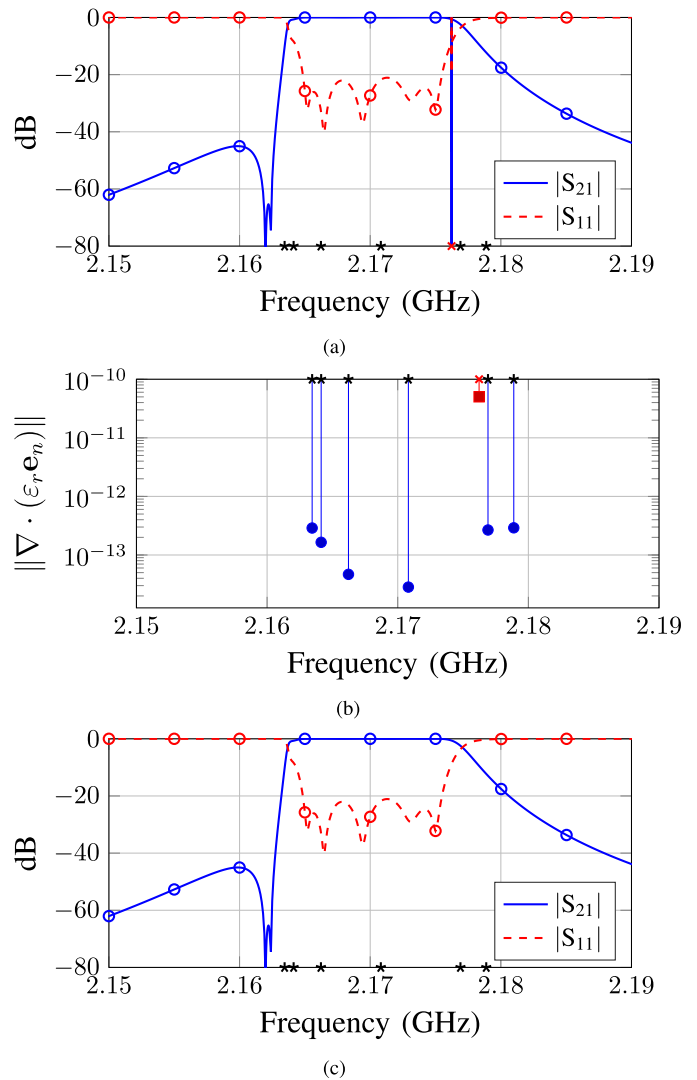 0
−20
−40
−60
−80
dB
|S21|
|S11|
2.15 2.16 2.17 2.18 2.19
Frequency (GHz)
(a)
10−10
10−11
10−12
10−13
‖∇ · (εr en)‖
2.15 2.16 2.17 2.18 2.19
Frequency (GHz)
(b)
0
−20
−40
−60
−80
dB
|S21|
|S11|
2.15 2.16 2.17 2.18 2.19
Frequency (GHz)
(c)